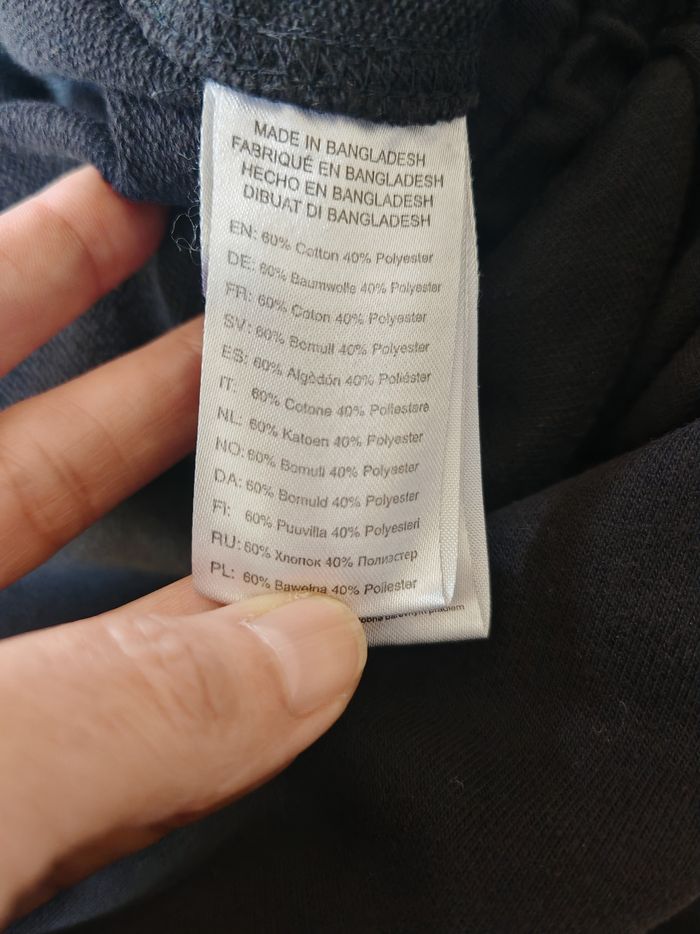 MADE IN BANGLADESH
FABRIQUÉ EN BANGLADESH
HECHO EN BANGLADESH
DIBUAT DI BANGLADESH
EN: 60% Cotton 40% Polyester
DE: 60% Baumwolle 40% Polyester
FR: 60% Coton 40% Polyester
SV: 60% Bomull 40% Polyester
ES: 60% Algòdón 40% Poliéster
IT: 60% Cotone 40% Poliestere
NL: 60% Katoen 40% Polyester
NO: 60% Bomull 40% Polyester
DA: 60% Bomuld 40% Polyester
FI: 60% Puuvilla 40% Polyesteri
RU: 60% Хлопок 40% Полиэстер
PL: 60% Bawełna 40% Poliester
barevným prádlem